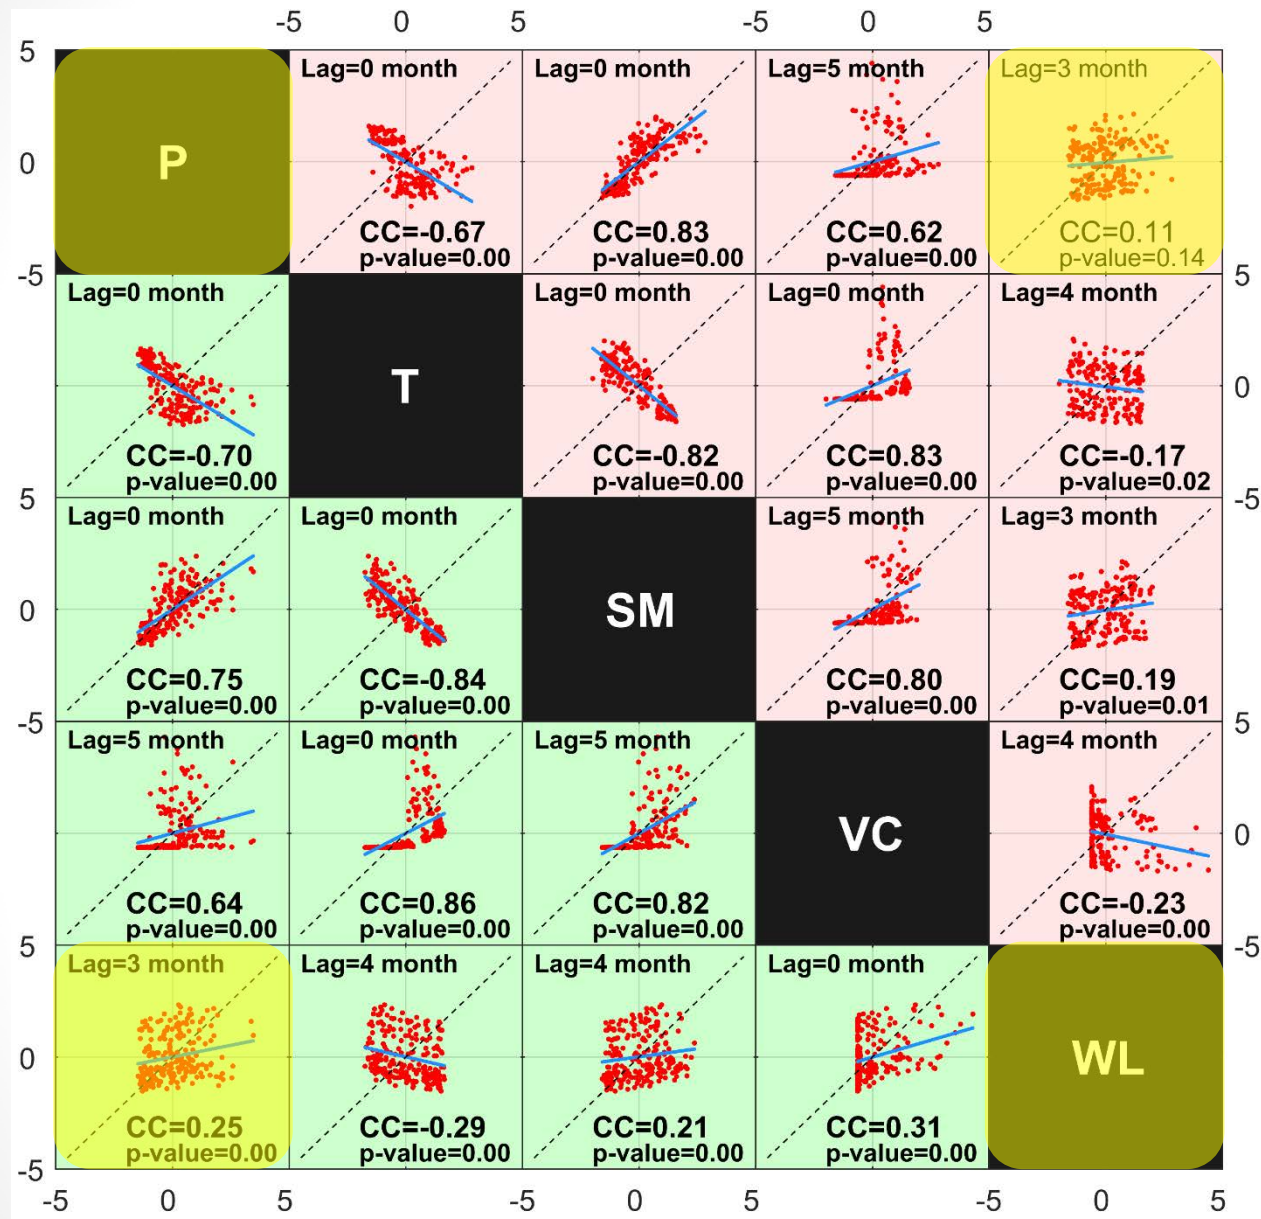 -5 0 5 -5 0 5
5
P
Lag=0 month
CC=-0.67
p-value=0.00
Lag=0 month
CC=0.83
p-value=0.00
Lag=5 month
CC=0.62
p-value=0.00
Lag=3 month
CC=0.11
p-value=0.14
0
-5
5
Lag=0 month
CC=-0.70
p-value=0.00
T
Lag=0 month
CC=-0.82
p-value=0.00
Lag=0 month
CC=0.83
p-value=0.00
Lag=4 month
CC=-0.17
p-value=0.02
0
-5
5
Lag=0 month
CC=0.75
p-value=0.00
Lag=0 month
CC=-0.84
p-value=0.00
SM
Lag=5 month
CC=0.80
p-value=0.00
Lag=3 month
CC=0.19
p-value=0.01
0
-5
5
Lag=5 month
CC=0.64
p-value=0.00
Lag=0 month
CC=0.86
p-value=0.00
Lag=5 month
CC=0.82
p-value=0.00
VC
Lag=4 month
CC=-0.23
p-value=0.00
0
-5
5
Lag=3 month
CC=0.25
p-value=0.00
Lag=4 month
CC=-0.29
p-value=0.00
Lag=4 month
CC=0.21
p-value=0.00
Lag=0 month
CC=0.31
p-value=0.00
WL
0
-5
-5 0 5 -5 0 5 -5 0 5